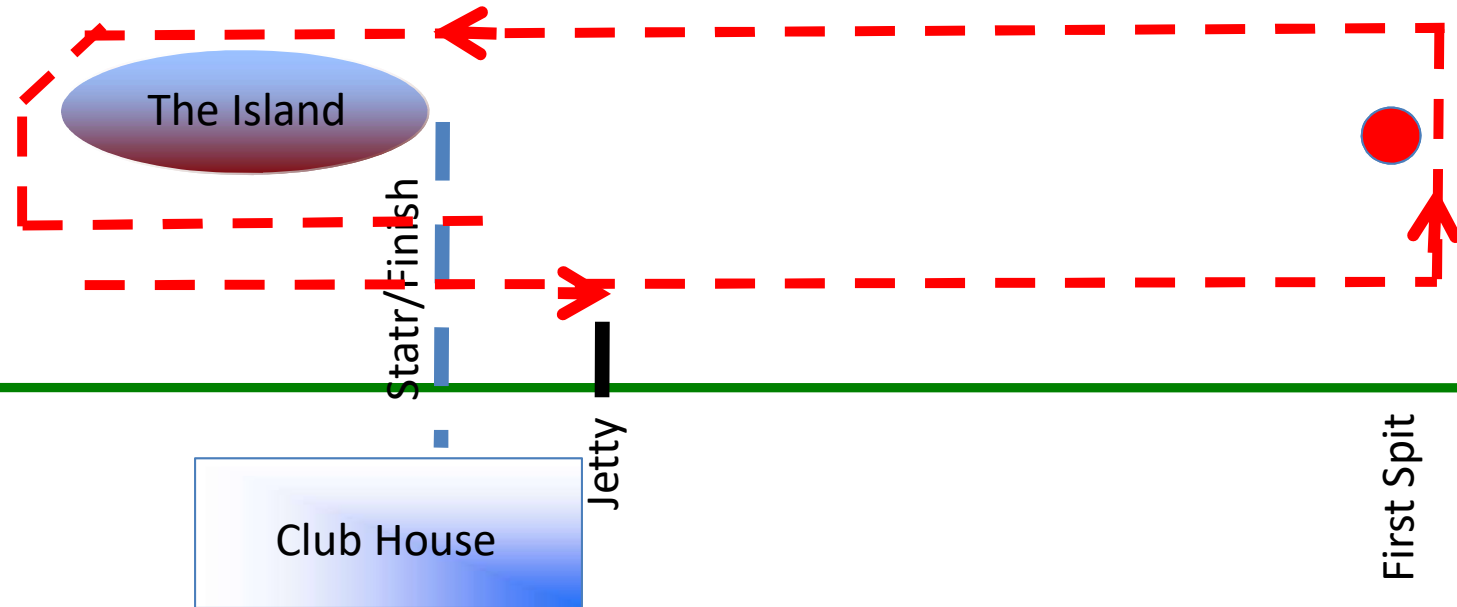 The Island
Statr/Finish
Jetty
First Spit
Club House